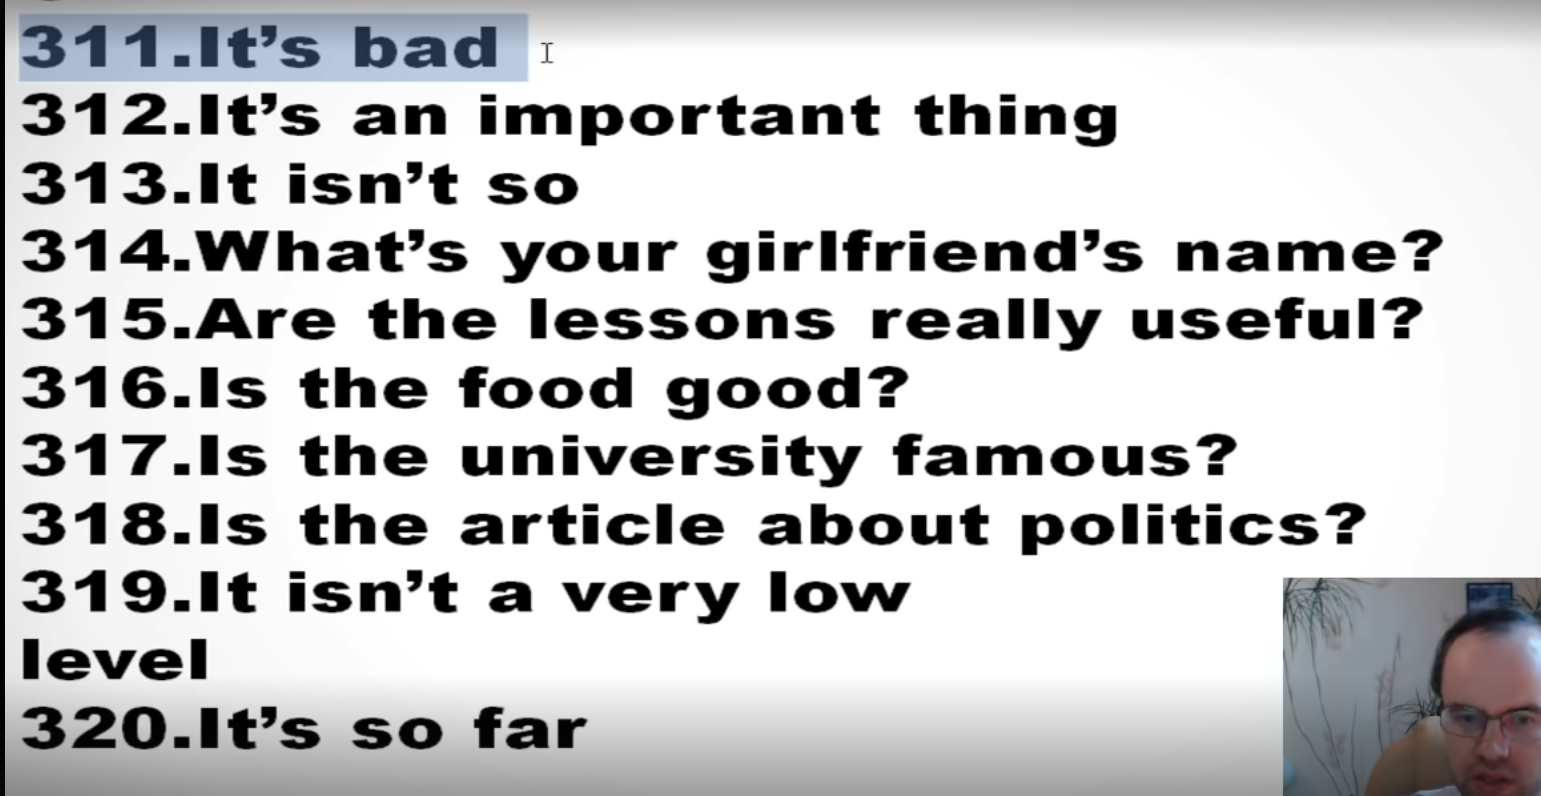 311.It’s bad
312.It’s an important thing
313.It isn’t so
314.What’s your girlfriend’s name?
315.Are the lessons really useful?
316.Is the food good?
317.Is the university famous?
318.Is the article about politics?
319.It isn’t a very low
level
320.It’s so far